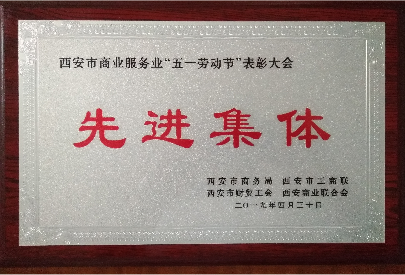 西安市商业服务业“五一劳动节”表彰大会
先进集体
西安市商务局 西安市工商联
西安市财贸工会 西安商业联合会
二〇一九年四月三十日